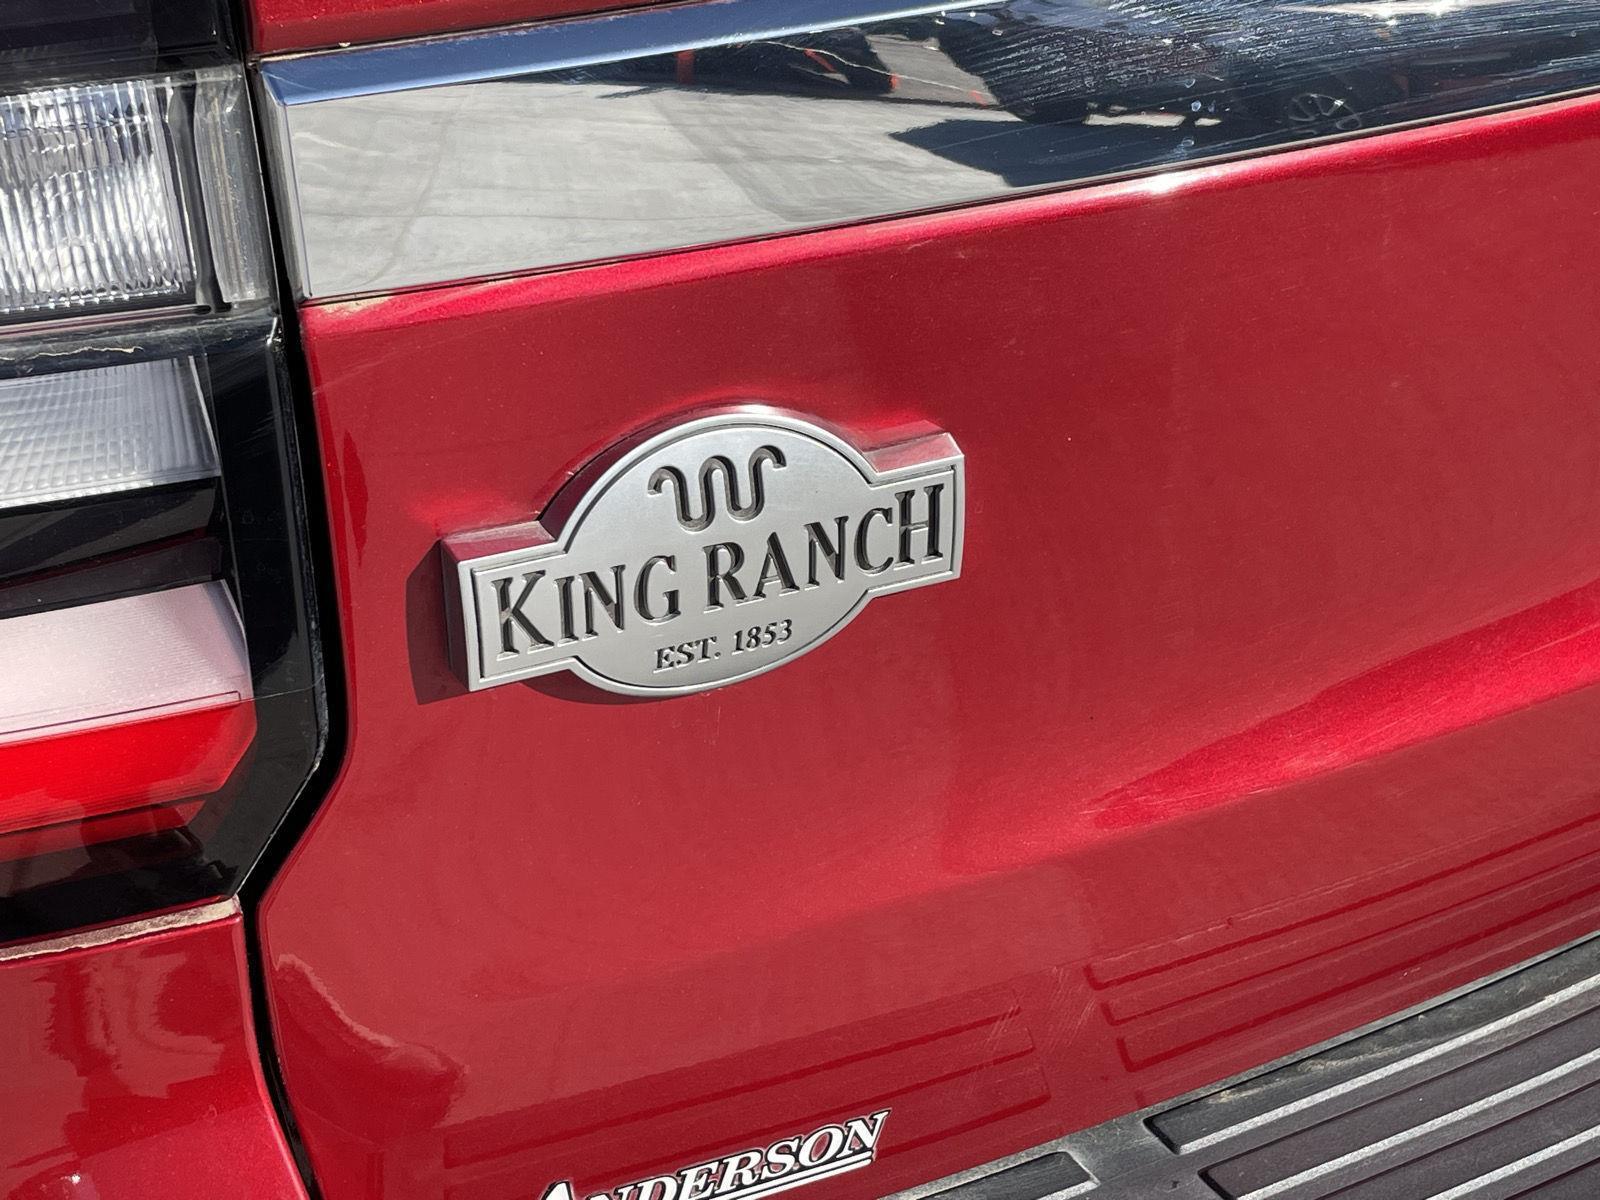 KING RANCH
EST. 1853
ANDERSON